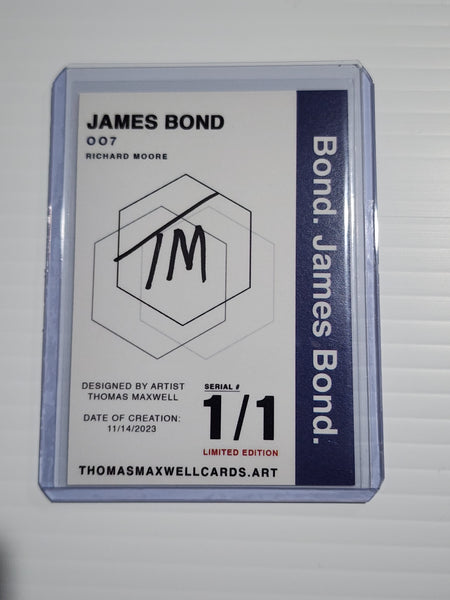 JAMES BOND
007
RICHARD MOORE
TM
DESIGNED BY ARTIST
THOMAS MAXWELL
DATE OF CREATION:
11/14/2023
SERIAL #
1/1
LIMITED EDITION
THOMASMAXWELLCARDS.ART
Bond. James Bond.